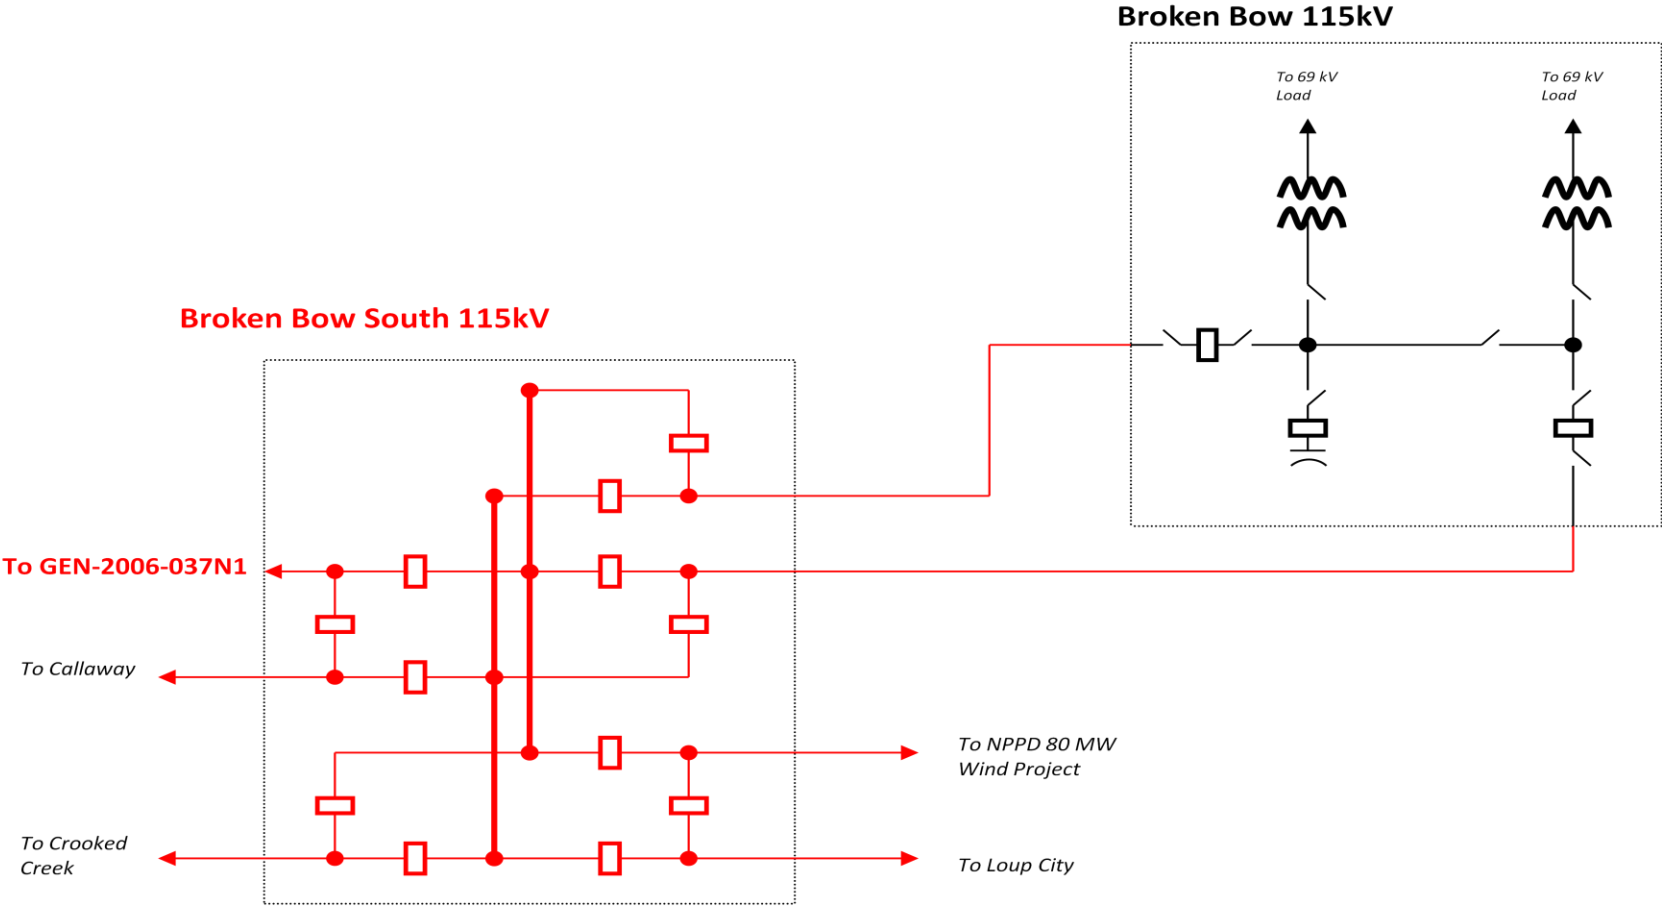 Broken Bow 115kV
To 69 kV
Load
To 69 kV
Load
Broken Bow South 115kV
To GEN-2006-037N1
To Callaway
To NPPD 80 MW
Wind Project
To Crooked
Creek
To Loup City